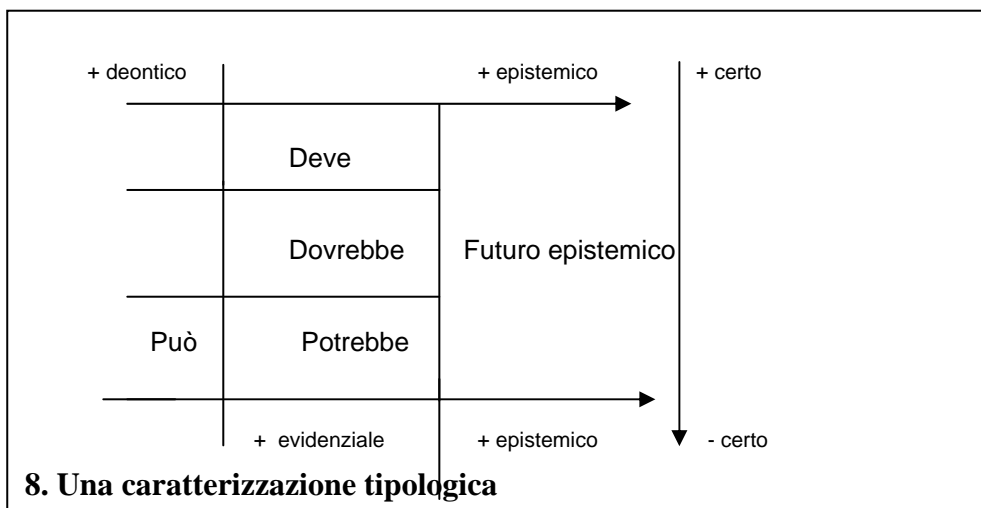 + deontico + epistemico + certo
Deve
Dovrebbe Futuro epistemico
Può Potrebbe
+ evidenziale + epistemico - certo
8. Una caratterizzazione tipologica